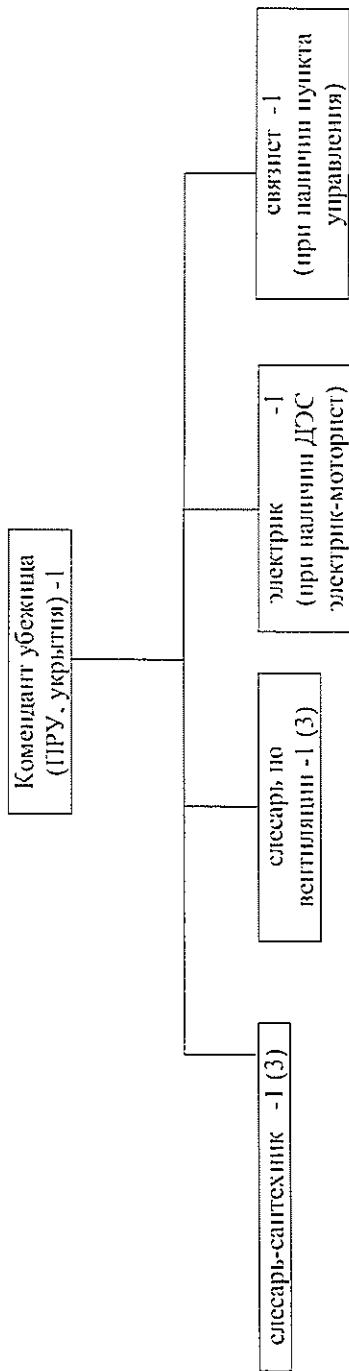 Комендант убежища
(ПРУ, укрытия) -1
слесарь-сантехник -1 (3)
слесарь по
вентиляции -1 (3)
электрик -1
(при наличии ДЭС
электрик-моторист)
связист -1
(при наличии пункта
управления)